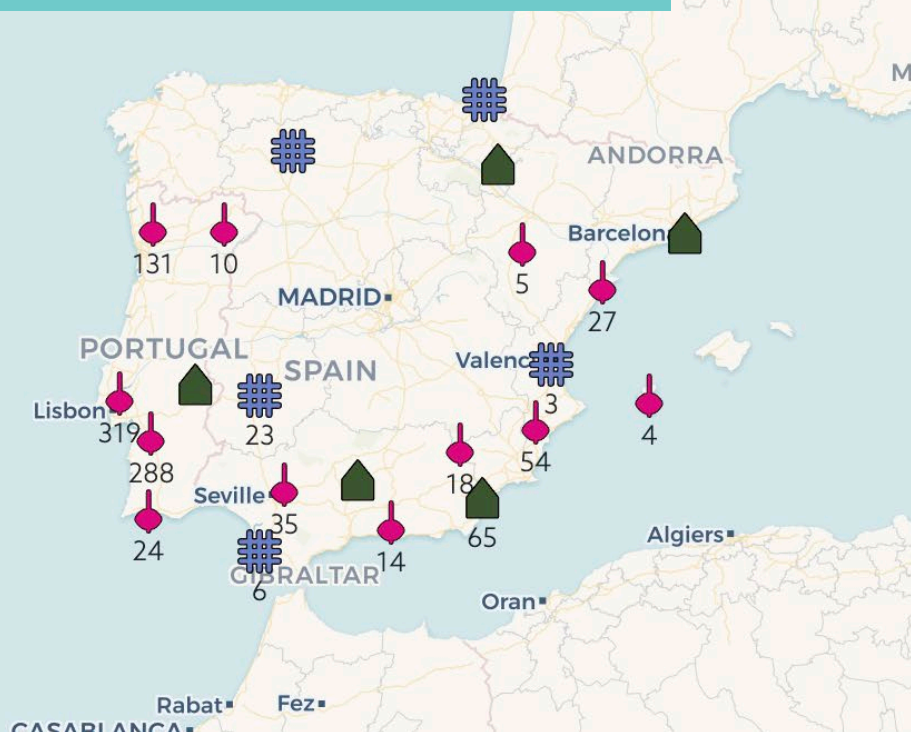 M
ANDORRA
Barcelon
131
10
5
MADRID
27
PORTUGAL
Valenc
SPAIN
3
Lisbon
319
23
4
54
288
18
Seville
35
65
24
14
Algiers
GIBRALTAR
6
Oran
Rabat
Fez
CASABLANCA